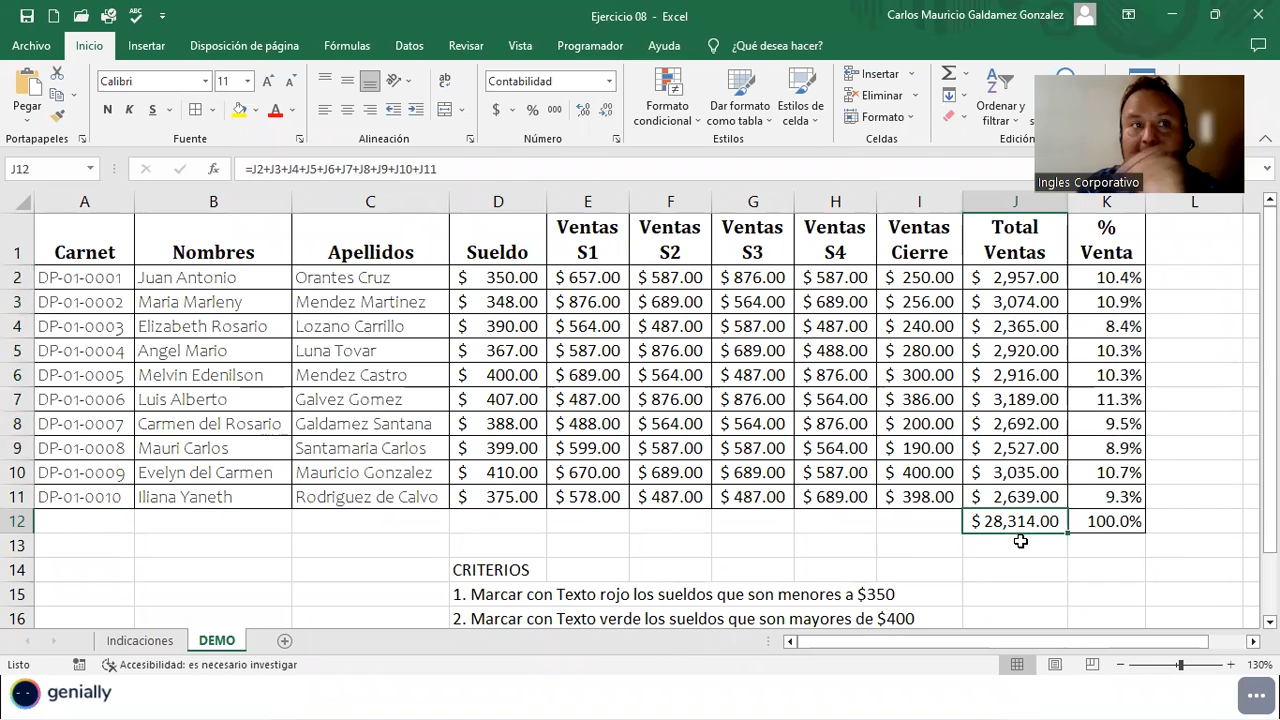 Ejercicio 08 - Excel
Carlos Mauricio Galdamez Gonzalez
Archivo Inicio Insertar Disposición de página Fórmulas Datos Revisar Vista Programador Ayuda ¿Qué desea hacer?
Pegar
Calibri 11
N K S
Contabilidad
$ % 000
Formato condicional
Dar formato como tabla
Estilos de celda
Insertar
Eliminar
Formato
Ordenar y filtrar
Portapapeles Fuente Alineación Número Estilos Celdas Edición
Ingles Corporativo
J12 fx =J2+J3+J4+J5+J6+J7+J8+J9+J10+J11
A B C D E F G H I J K L
1 Carnet Nombres Apellidos Sueldo Ventas S1 Ventas S2 Ventas S3 Ventas S4 Ventas Cierre Total Ventas % Venta
2 DP-01-0001 Juan Antonio Orantes Cruz $ 350.00 $ 657.00 $ 587.00 $ 876.00 $ 587.00 $ 250.00 $ 2,957.00 10.4%
3 DP-01-0002 Maria Marleny Mendez Martinez $ 348.00 $ 876.00 $ 689.00 $ 564.00 $ 689.00 $ 256.00 $ 3,074.00 10.9%
4 DP-01-0003 Elizabeth Rosario Lozano Carrillo $ 390.00 $ 564.00 $ 487.00 $ 587.00 $ 487.00 $ 240.00 $ 2,365.00 8.4%
5 DP-01-0004 Angel Mario Luna Tovar $ 367.00 $ 587.00 $ 876.00 $ 689.00 $ 488.00 $ 280.00 $ 2,920.00 10.3%
6 DP-01-0005 Melvin Edenilson Mendez Castro $ 400.00 $ 689.00 $ 564.00 $ 487.00 $ 876.00 $ 300.00 $ 2,916.00 10.3%
7 DP-01-0006 Luis Alberto Galvez Gomez $ 407.00 $ 487.00 $ 876.00 $ 876.00 $ 564.00 $ 386.00 $ 3,189.00 11.3%
8 DP-01-0007 Carmen del Rosario Galdamez Santana $ 388.00 $ 488.00 $ 564.00 $ 564.00 $ 876.00 $ 200.00 $ 2,692.00 9.5%
9 DP-01-0008 Mauri Carlos Santamaria Carlos $ 399.00 $ 599.00 $ 587.00 $ 587.00 $ 564.00 $ 190.00 $ 2,527.00 8.9%
10 DP-01-0009 Evelyn del Carmen Mauricio Gonzalez $ 410.00 $ 670.00 $ 689.00 $ 689.00 $ 587.00 $ 400.00 $ 3,035.00 10.7%
11 DP-01-0010 Iliana Yaneth Rodriguez de Calvo $ 375.00 $ 578.00 $ 487.00 $ 487.00 $ 689.00 $ 398.00 $ 2,639.00 9.3%
12 $ 28,314.00 100.0%
13
14 CRITERIOS
15 1. Marcar con Texto rojo los sueldos que son menores a $350
16 2. Marcar con Texto verde los sueldos que son mayores de $400
Indicaciones DEMO
Listo Accesibilidad: es necesario investigar 130%
genially